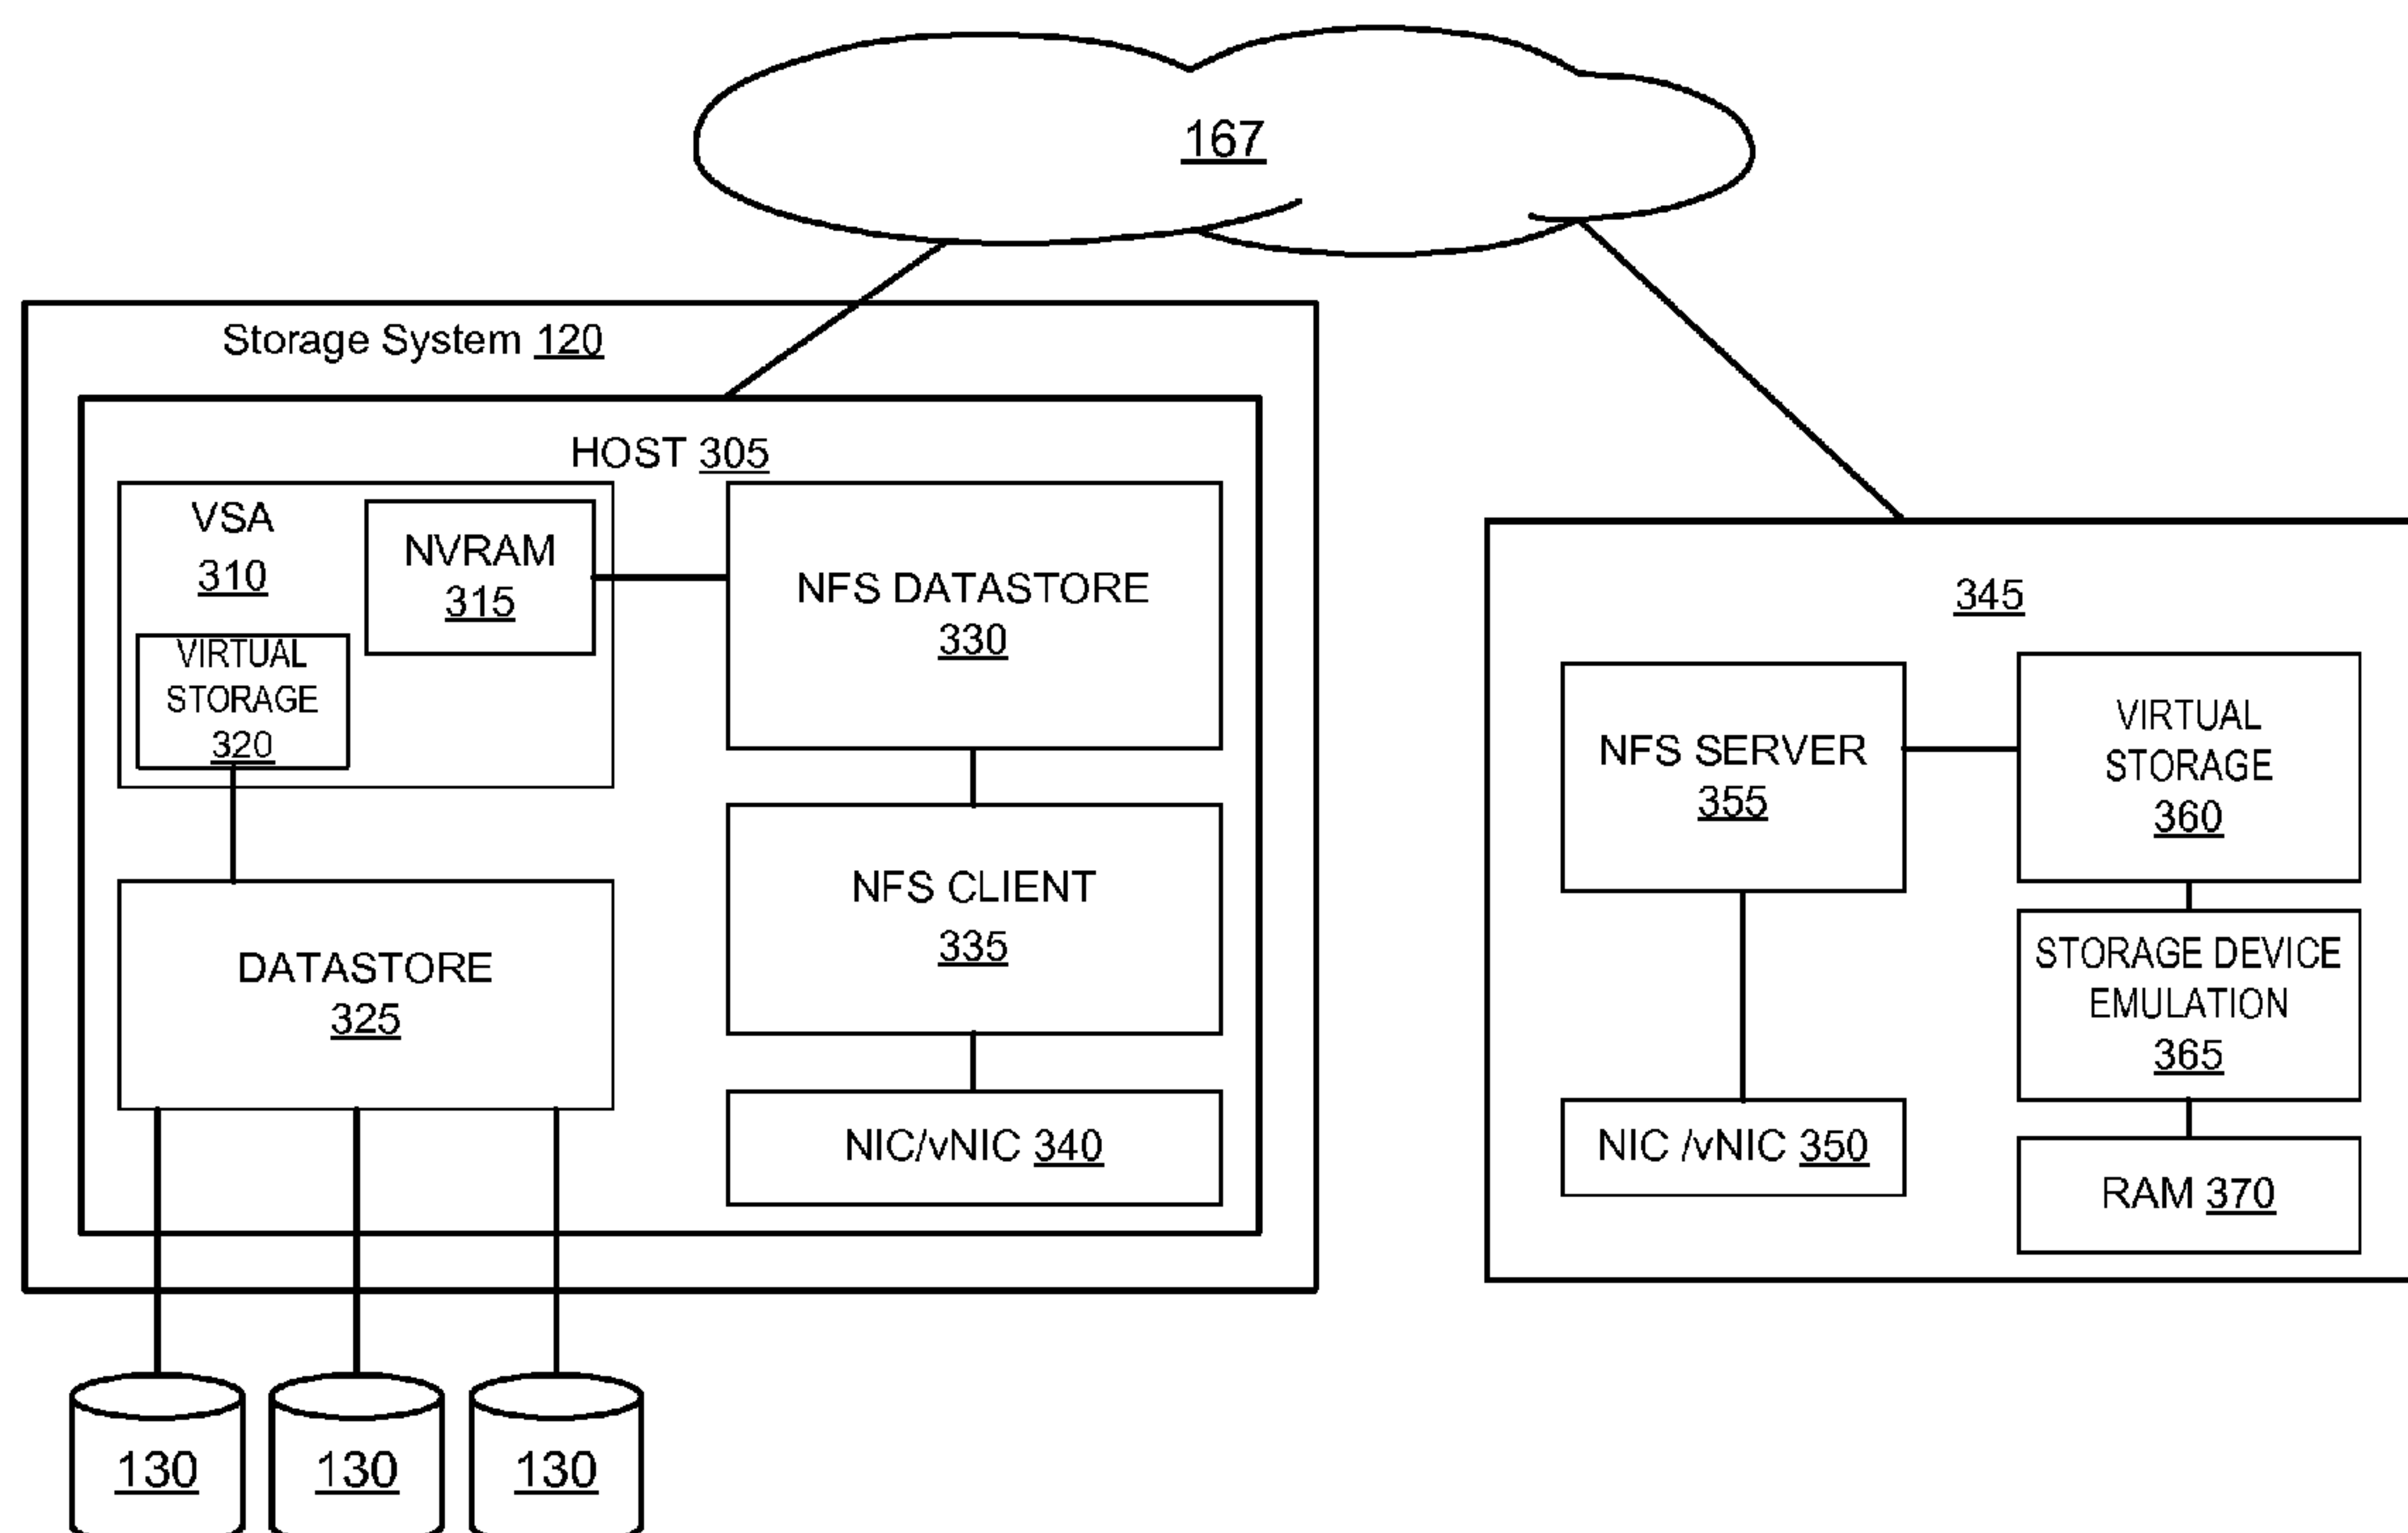 167
Storage System 120
HOST 305
VSA
310
NVRAM
315
VIRTUAL
STORAGE
320
NFS DATASTORE
330
DATASTORE
325
NFS CLIENT
335
NIC/vNIC 340
130
130
130
345
NFS SERVER
355
VIRTUAL
STORAGE
360
STORAGE DEVICE
EMULATION
365
NIC /vNIC 350
RAM 370